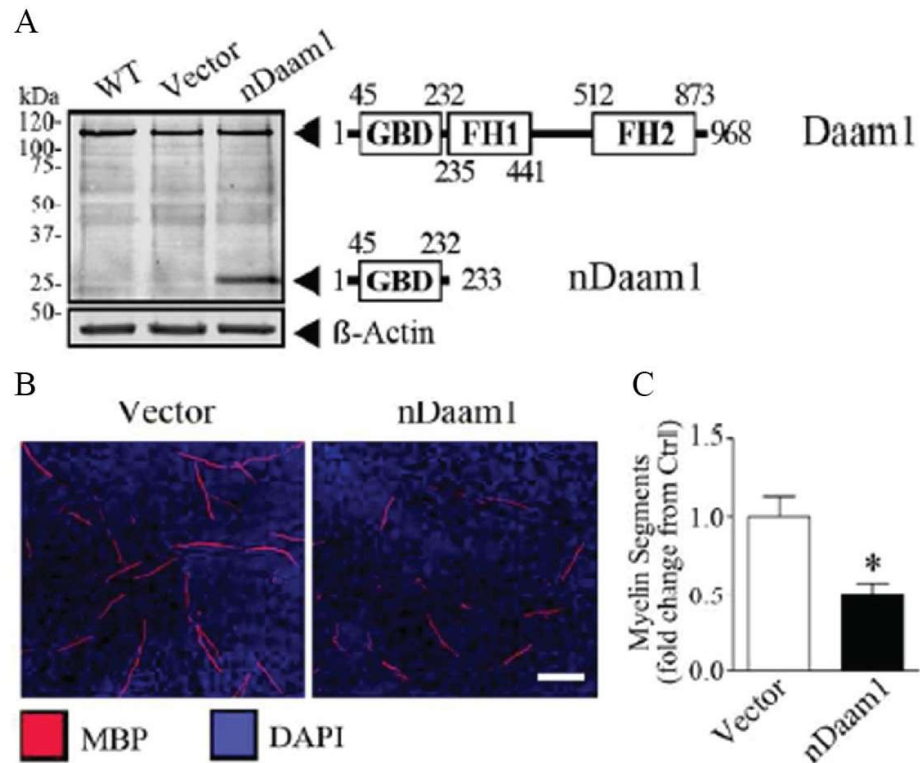 A
WT Vector nDaam1
kDa
120-
100-
75-
50-
37-
25-
50-
45 232 512 873
1 GBD FH1 FH2 968 Daam1
235 441
45 232
1 GBD 233 nDaam1
ß-Actin
B
Vector nDaam1
MBP DAPI
C
Myelin Segments
(fold change from Ctrl)
1.5
1.0
0.5
0.0
*
Vector nDaam1